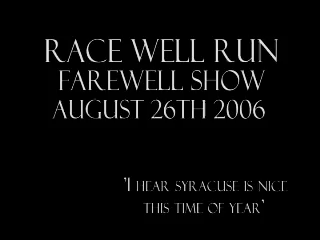 RACE WELL RUN
FAREWELL SHOW
AUGUST 26TH 2006
'I HEAR SYRACUSE IS NICE
THIS TIME OF YEAR'